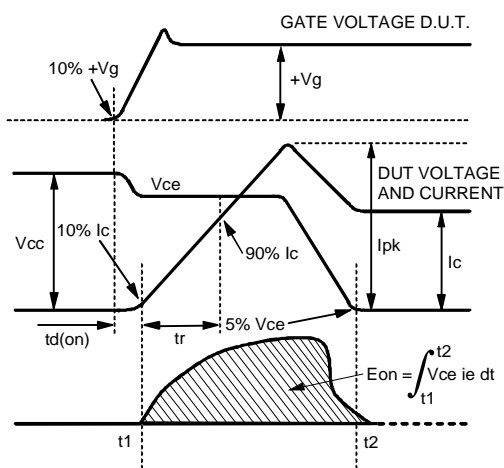 GATE VOLTAGE D.U.T.
10% +Vg
+Vg
Vce
DUT VOLTAGE
AND CURRENT
Vcc
10% Ic
90% Ic
Ipk
Ic
td(on)
tr
5% Vce
Eon = ∫ Vce ie dt
t2
t1
t1
t2